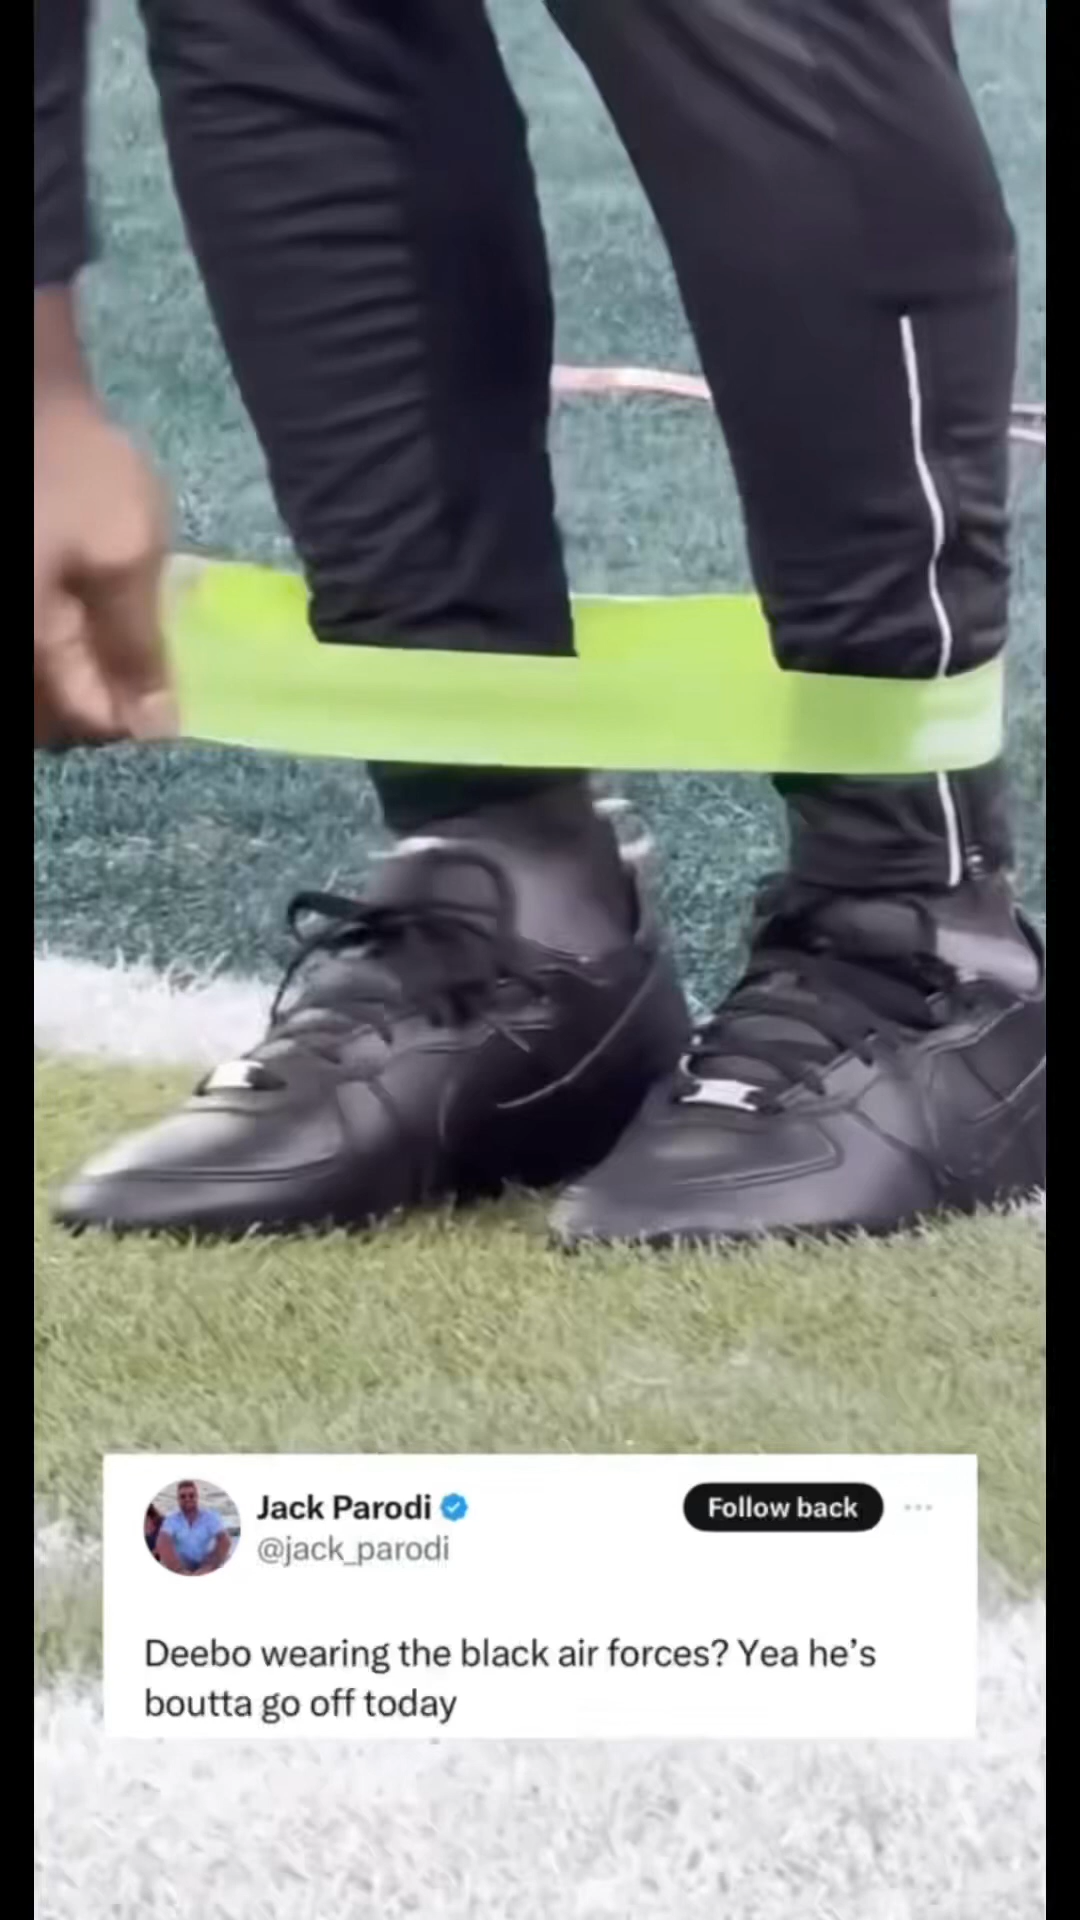 Jack Parodi
Follow back
@jack_parodi
Deebo wearing the black air forces? Yea he's
boutta go off today